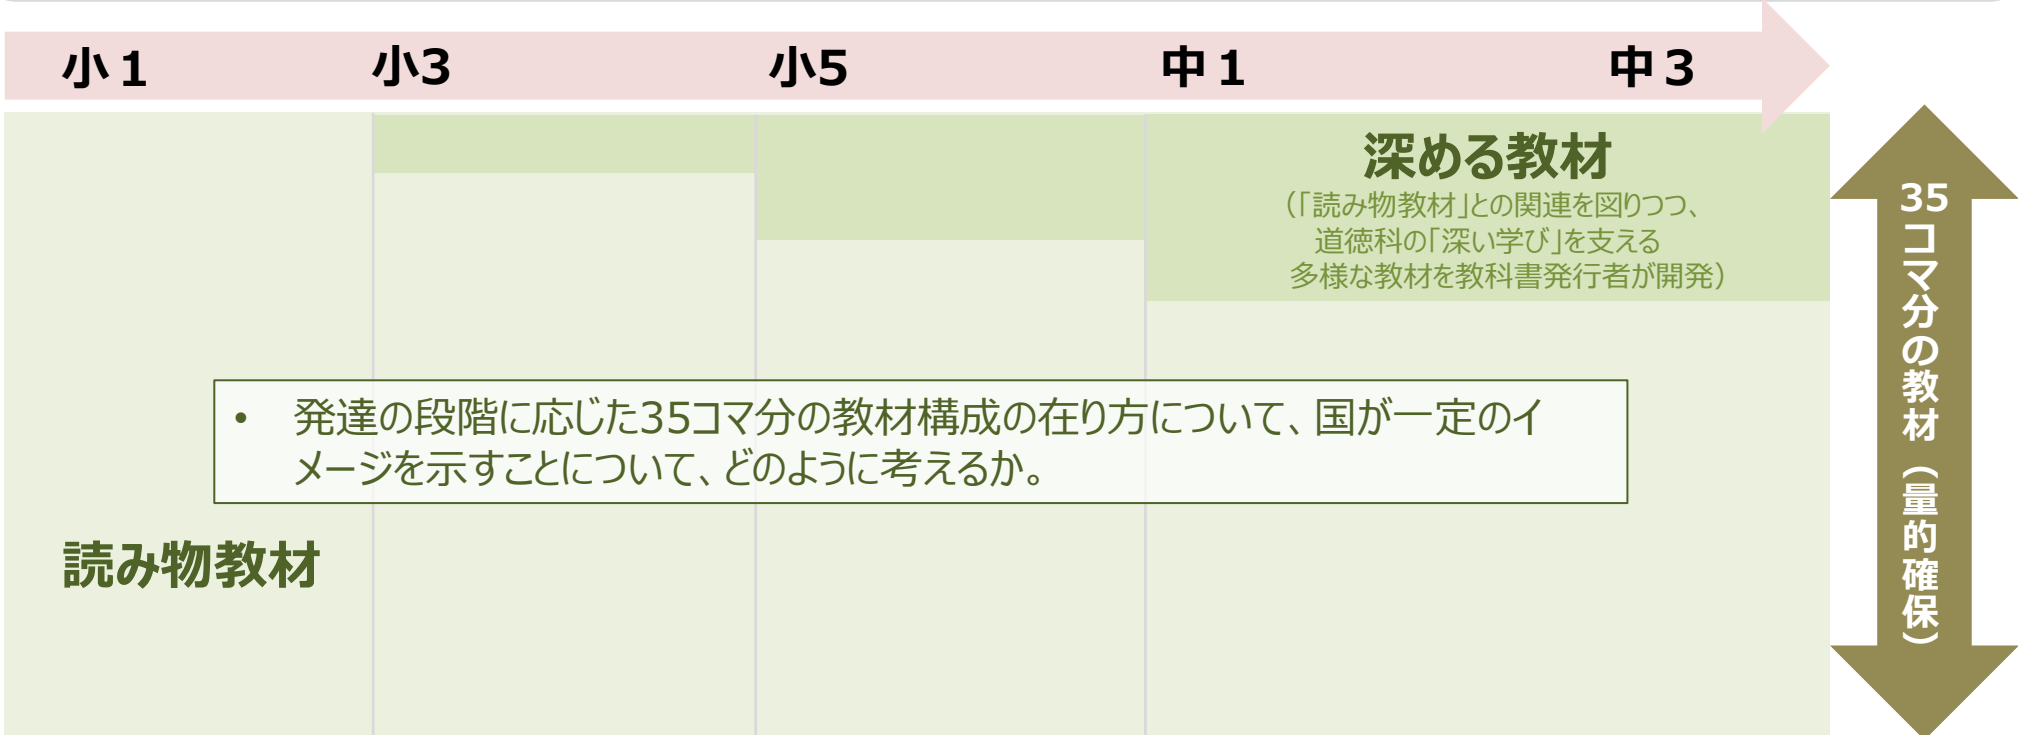 小１ 小3 小5 中１ 中３
深める教材
（「読み物教材」との関連を図りつつ、
道徳科の「深い学び」を支える
多様な教材を教科書発行者が開発）
• 発達の段階に応じた35コマ分の教材構成の在り方について、国が一定のイ
メージを示すことについて、どのように考えるか。
読み物教材
35コマ分の教材（量的確保）